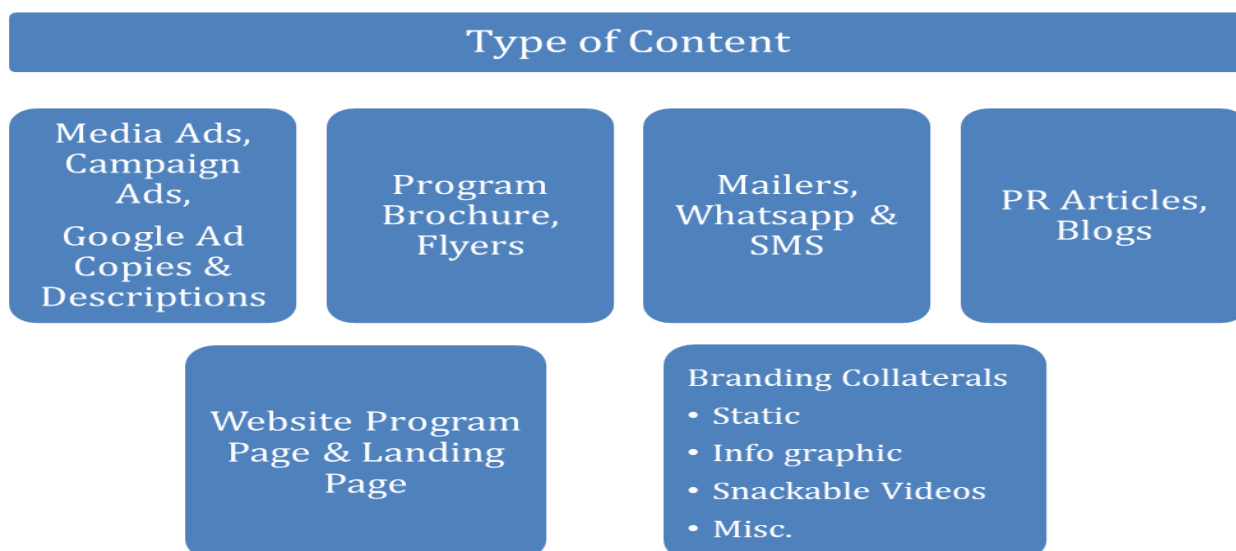 Type of Content
Media Ads,
Campaign
Ads,
Google Ad
Copies &
Descriptions
Program
Brochure,
Flyers
Mailers,
Whatsapp &
SMS
PR Articles,
Blogs
Website Program
Page & Landing
Page
Branding Collaterals
• Static
• Info graphic
• Snackable Videos
• Misc.